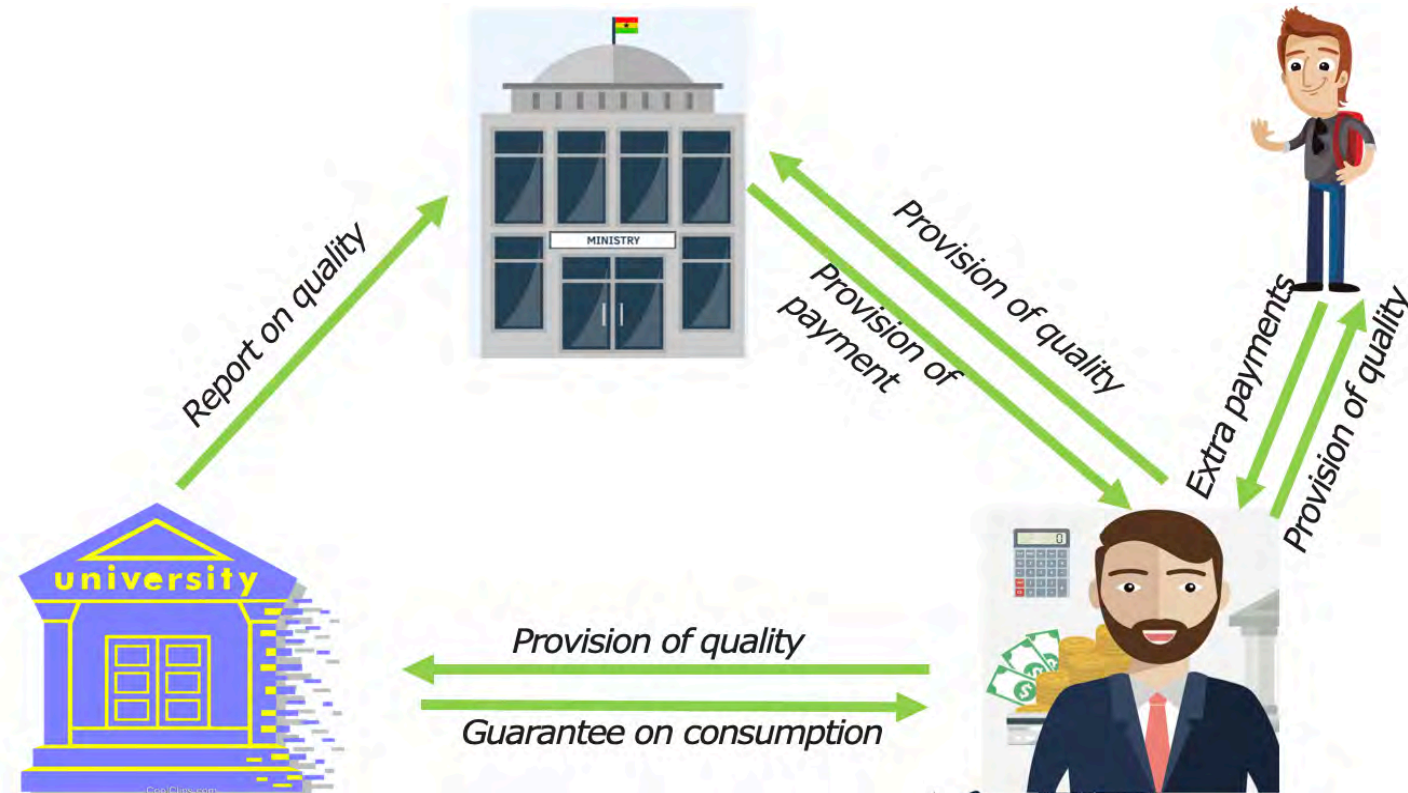 MINISTRY
Report on quality
Provision of quality
Provision of
payment
Extra payments
Provision of quality
0
university
Provision of quality
Guarantee on consumption